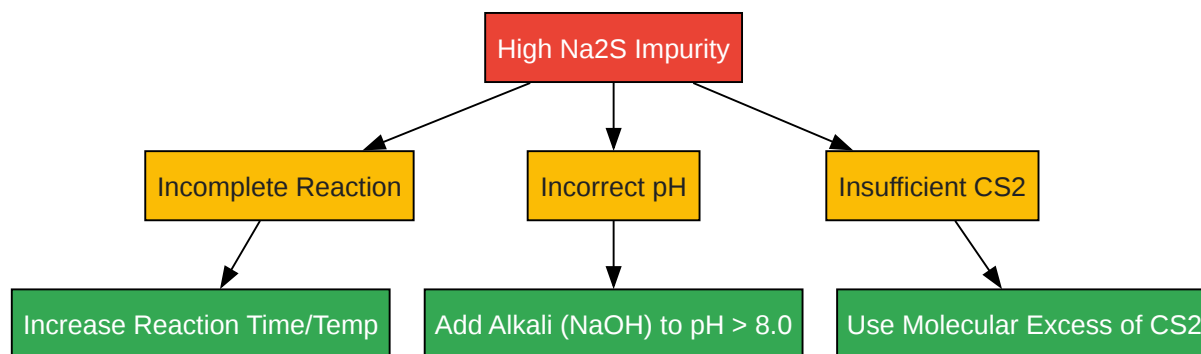 High Na2S Impurity
Incomplete Reaction
Incorrect pH
Insufficient CS2
Increase Reaction Time/Temp
Add Alkali (NaOH) to pH > 8.0
Use Molecular Excess of CS2